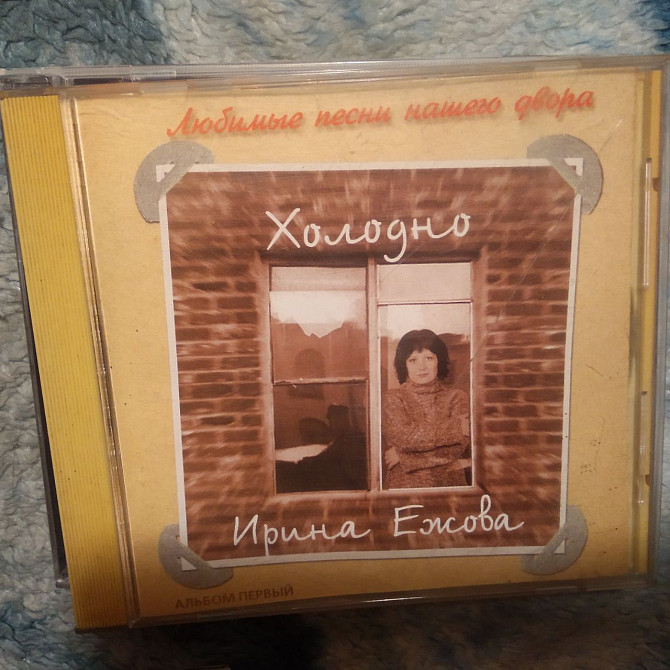 Любимые песни нашего двора
Холодно
Ирина Ежова
АЛЬБОМ ПЕРВЫЙ